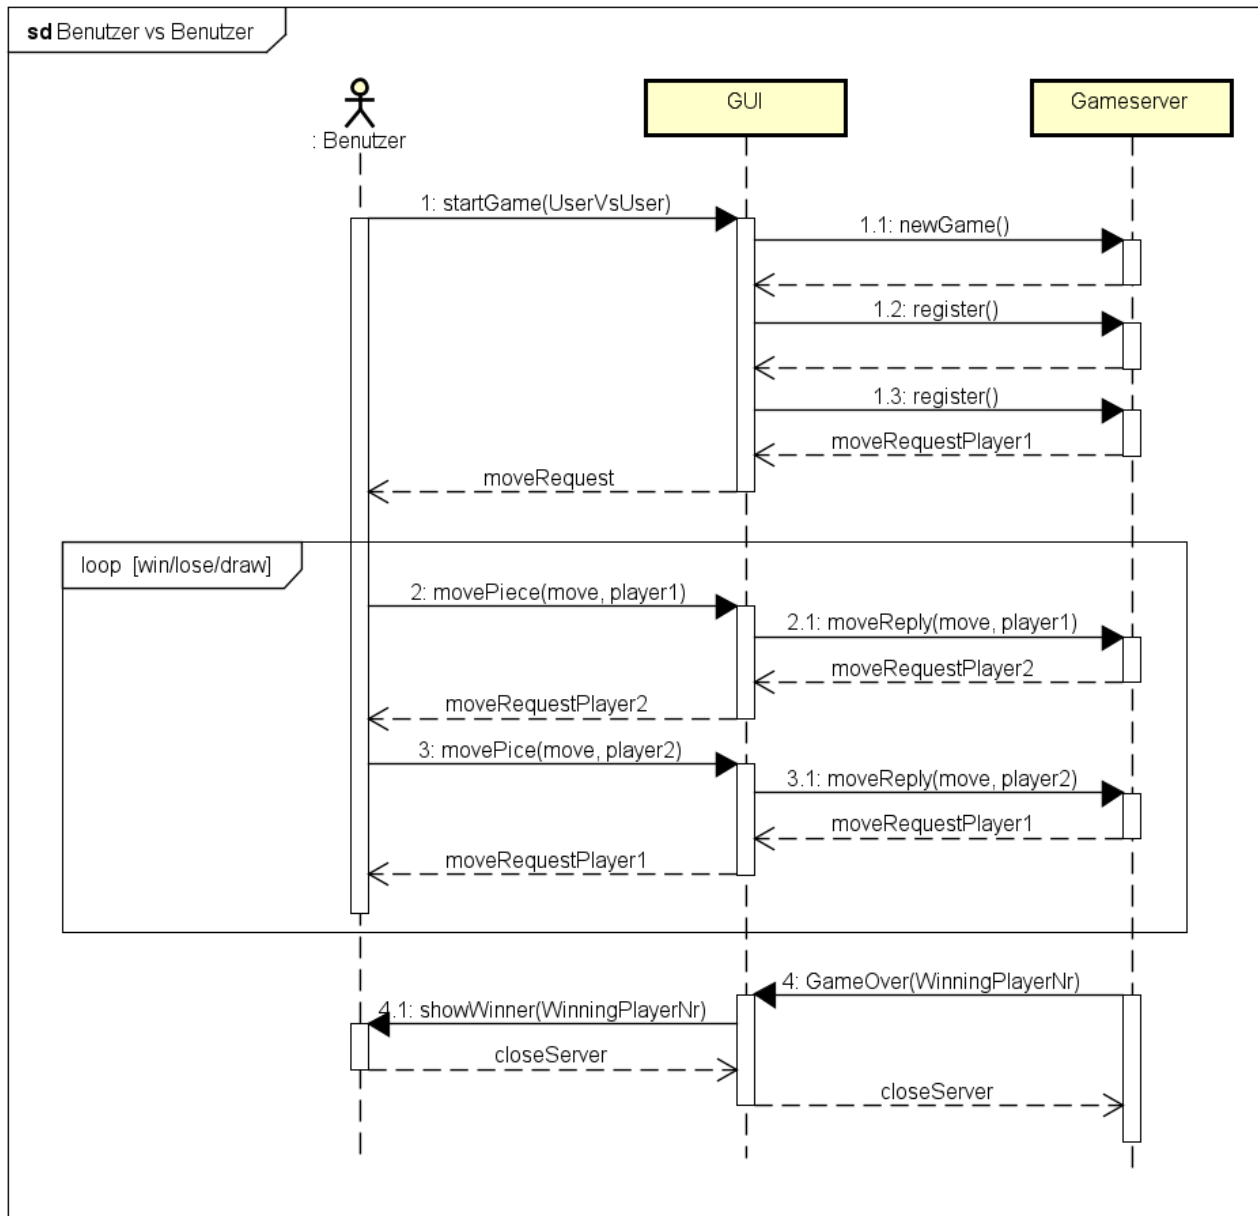 sd Benutzer vs Benutzer
GUI
Gameserver
: Benutzer
1: startGame(UserVsUser)
1.1: newGame()
1.2: register()
1.3: register()
moveRequestPlayer1
moveRequest
loop [win/lose/draw]
2: movePiece(move, player1)
2.1: moveReply(move, player1)
moveRequestPlayer2
moveRequestPlayer2
3: movePice(move, player2)
3.1: moveReply(move, player2)
moveRequestPlayer1
moveRequestPlayer1
4: GameOver(WinningPlayerNr)
4.1: showWinner(WinningPlayerNr)
closeServer
closeServer